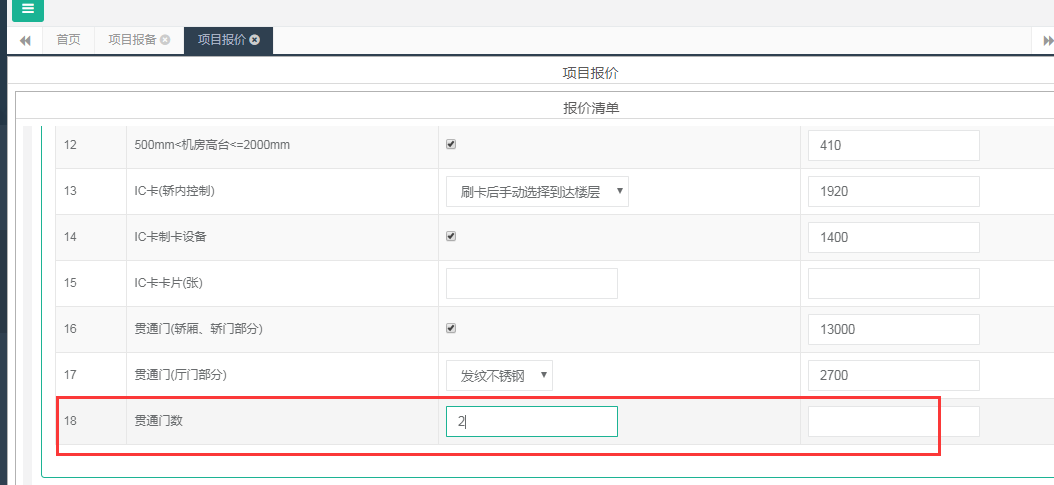 首页 项目报备 项目报价
项目报价
报价清单
12 500mm<机房高台<=2000mm 410
13 IC卡(轿内控制) 刷卡后手动选择到达楼层 1920
14 IC卡制卡设备 1400
15 IC卡卡片(张)
16 贯通门(轿厢、轿门部分) 13000
17 贯通门(厅门部分) 发纹不锈钢 2700
18 贯通门数 2